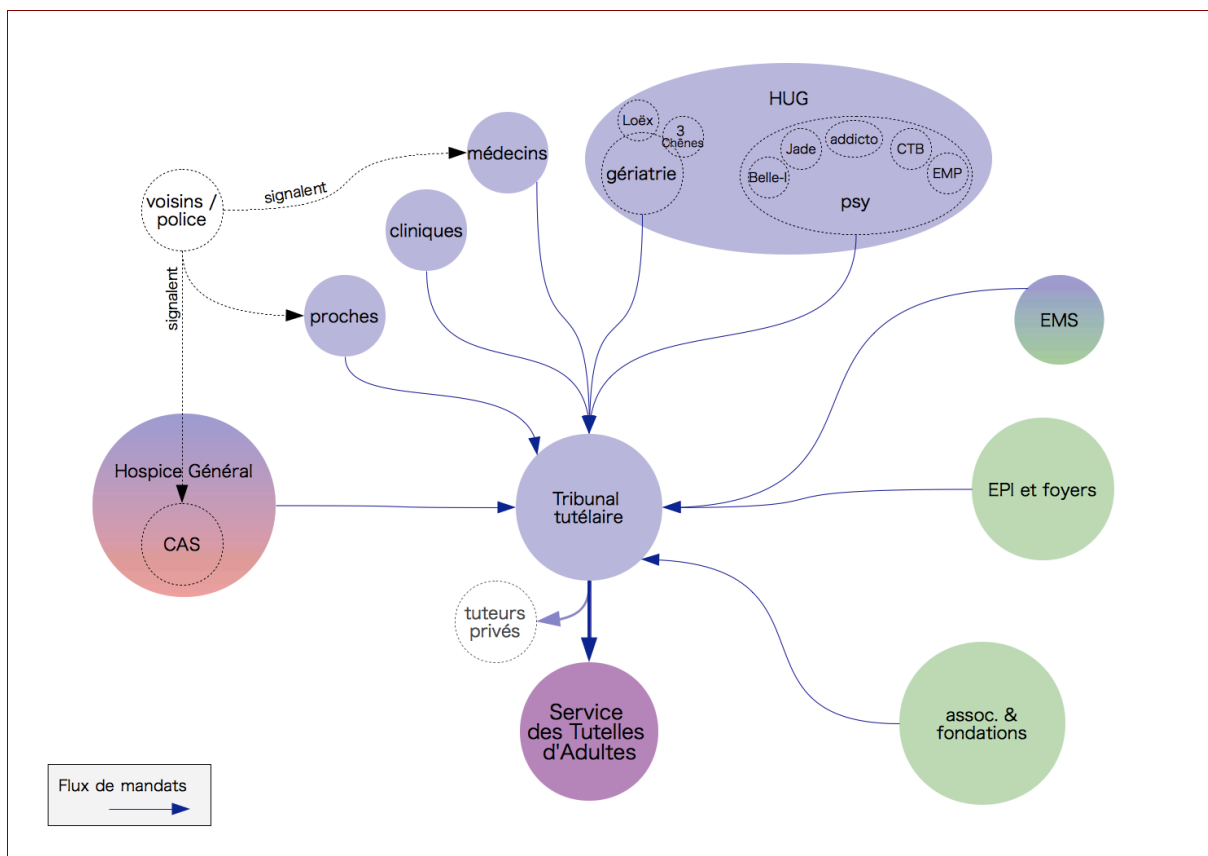 HUG
Loëx
3
Chênes
gériatrie
Jade
addicto
CTB
Belle-I
EMP
psy
médecins
signalent
voisins /
police
cliniques
signalent
proches
EMS
Hospice Général
CAS
Tribunal
tutélaire
EPI et foyers
tuteurs
privés
Service
des Tutelles
d'Adultes
assoc. &
fondations
Flux de mandats